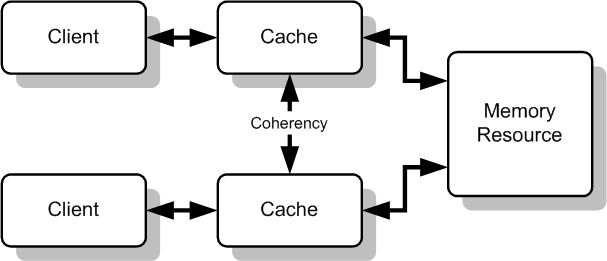 Client
Cache
Memory
Resource
Coherency
Client
Cache